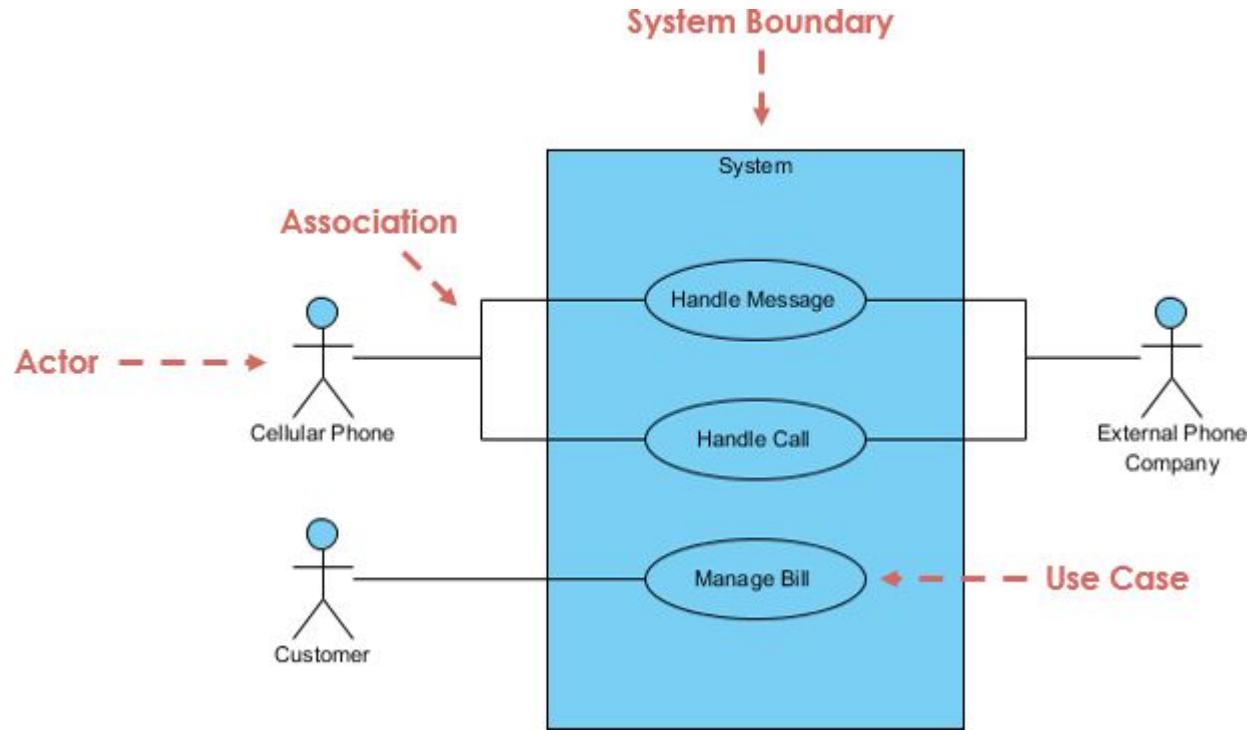 System Boundary
System
Association
Handle Message
Actor
Cellular Phone
Handle Call
External Phone
Company
Manage Bill
Use Case
Customer